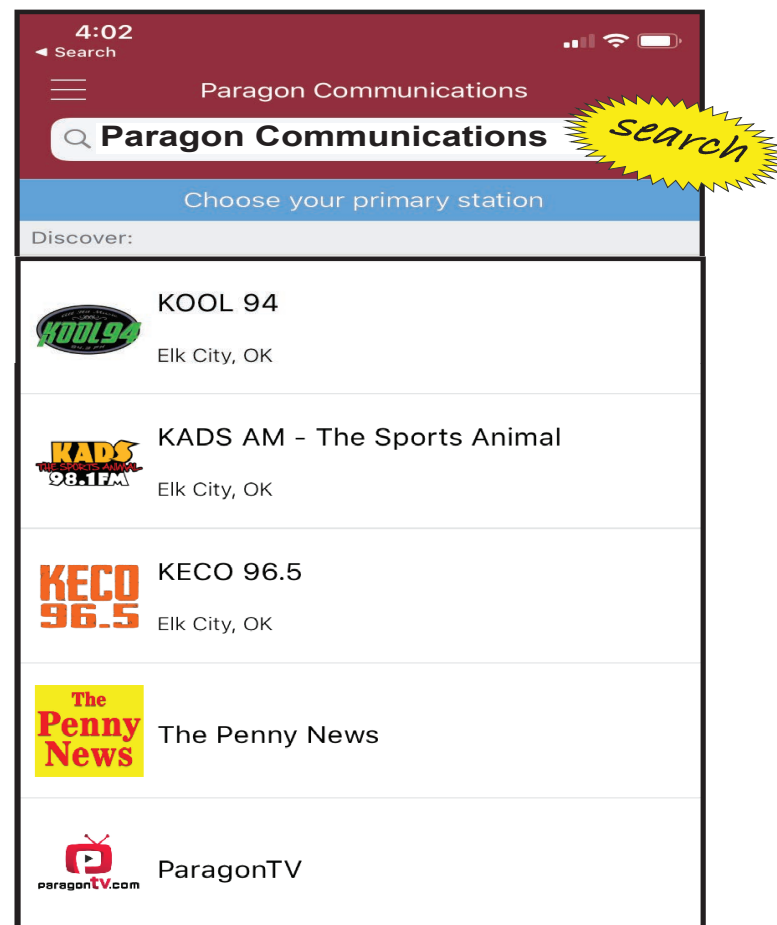 4:02
◄ Search
Paragon Communications
Paragon Communications
search
Choose your primary station
Discover:
KOOL 94
KOOL 94
Elk City, OK
KADS
THE SPORTS ANIMAL
98.1FM
KADS AM - The Sports Animal
Elk City, OK
KECO
96.5
KECO 96.5
Elk City, OK
The
Penny
News
The Penny News
paragontv.com
ParagonTV